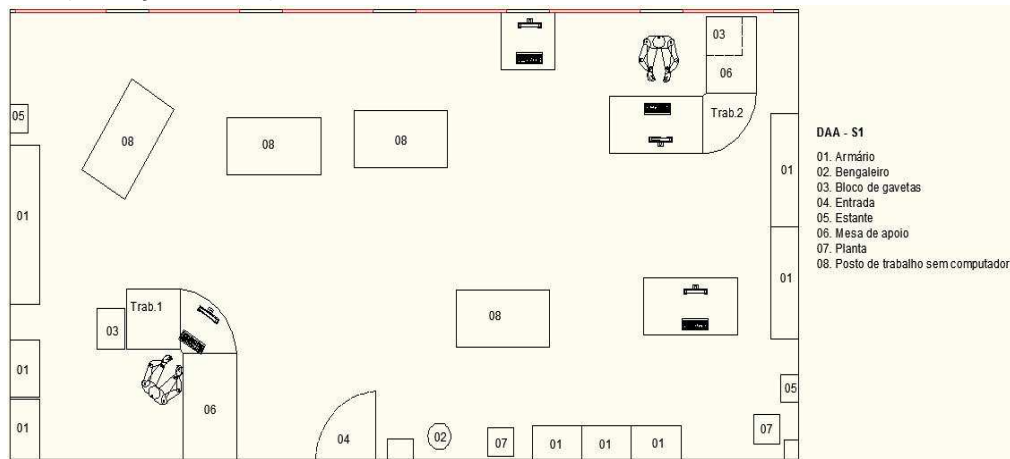 03
05
06
Trab.2
08
08
08
01
01
01
Trab.1
03
08
01
01
06
05
01
04
02
07
01
01
01
07
DAA - S1
01. Armário
02. Bengaleiro
03. Bloco de gavetas
04. Entrada
05. Estante
06. Mesa de apoio
07. Planta
08. Posto de trabalho sem computador